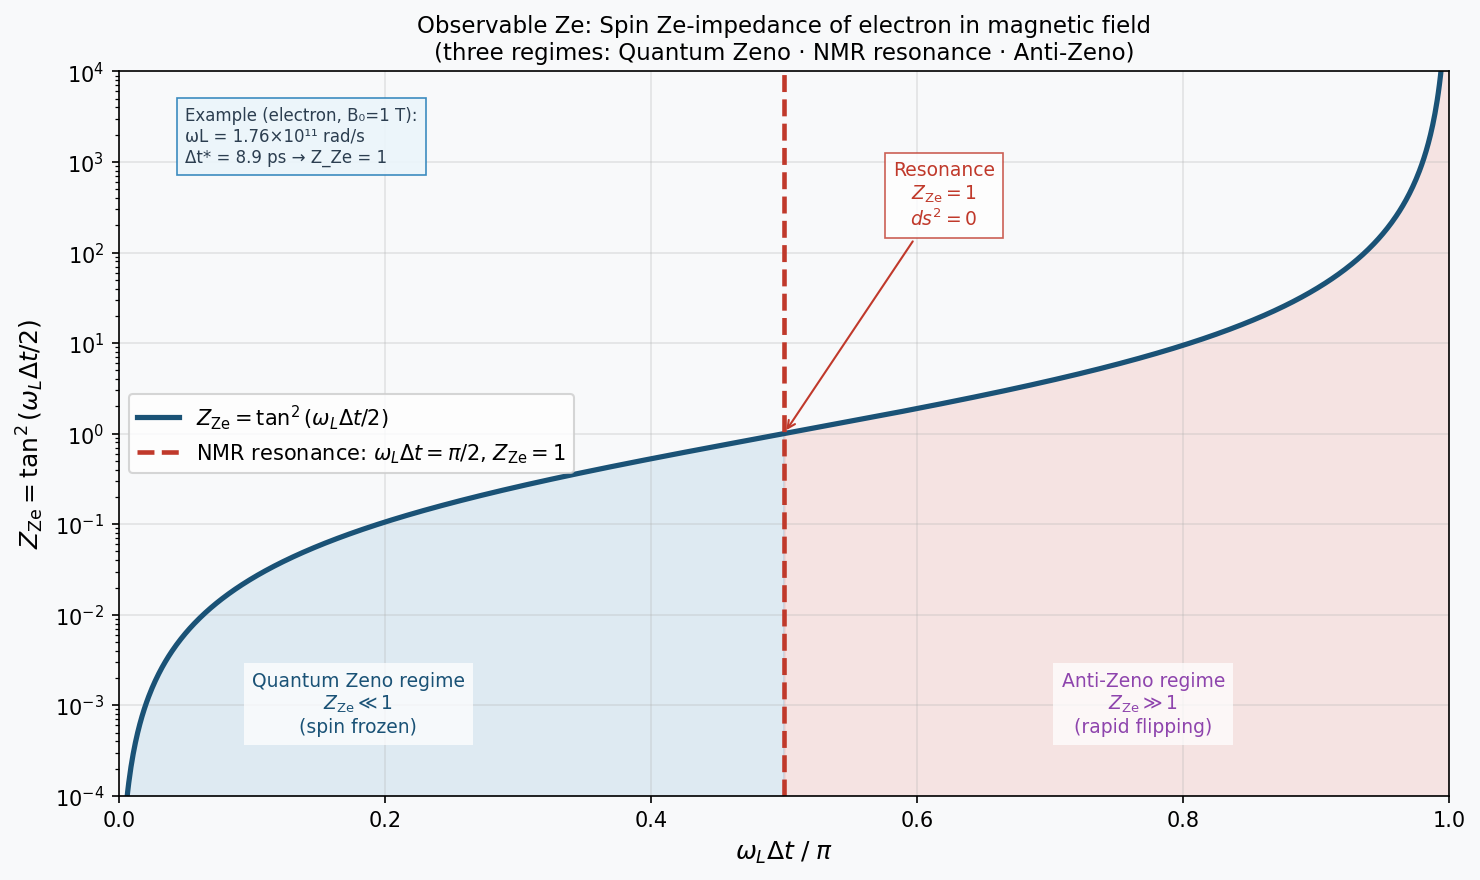 Observable Ze: Spin Ze-impedance of electron in magnetic field
(three regimes: Quantum Zeno · NMR resonance · Anti-Zeno)
Z_Ze = tan²(ω_LΔt/2)
10⁴
10³
10²
10¹
10⁰
10⁻¹
10⁻²
10⁻³
10⁻⁴
Example (electron, B₀=1 T):
ωL = 1.76×10¹¹ rad/s
Δt* = 8.9 ps → Z_Ze = 1
Resonance
Z_Ze = 1
ds² = 0
Z_Ze = tan²(ω_LΔt/2)
NMR resonance: ω_LΔt = π/2, Z_Ze = 1
Quantum Zeno regime
Z_Ze ≪ 1
(spin frozen)
Anti-Zeno regime
Z_Ze ≫ 1
(rapid flipping)
0.0
0.2
0.4
0.6
0.8
1.0
ω_LΔt / π